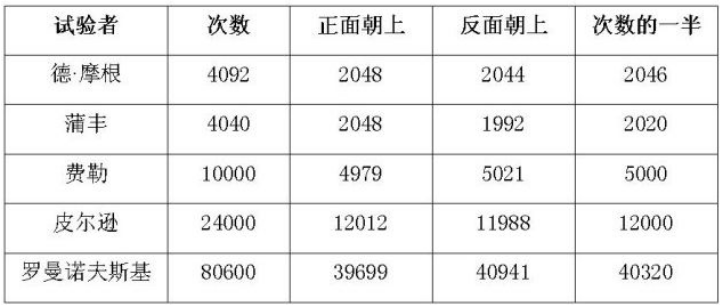 试验者 次数 正面朝上 反面朝上 次数的一半
德·摩根 4092 2048 2044 2046
蒲丰 4040 2048 1992 2020
费勒 10000 4979 5021 5000
皮尔逊 24000 12012 11988 12000
罗曼诺夫斯基 80600 39699 40941 40320